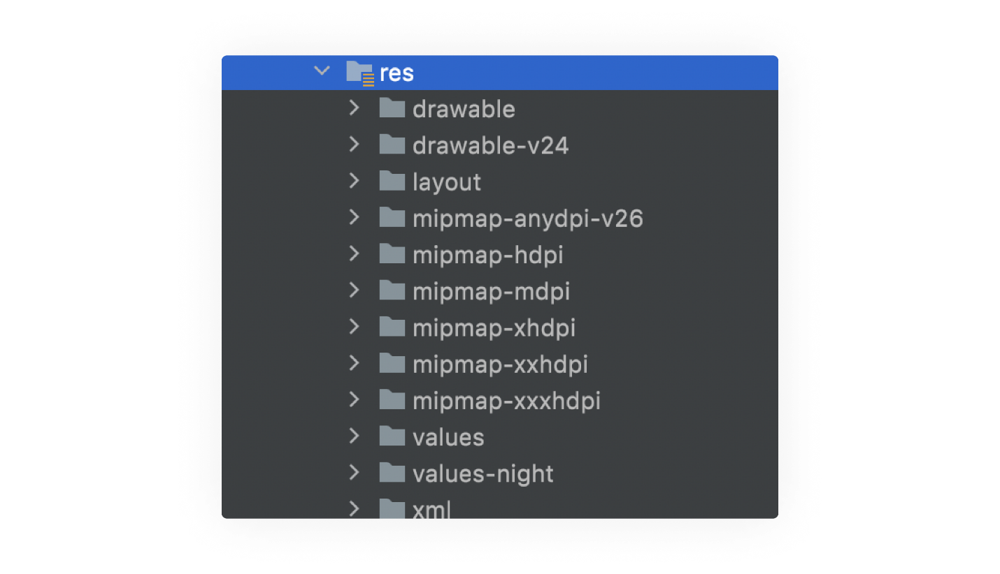 res
drawable
drawable-v24
layout
mipmap-anydpi-v26
mipmap-hdpi
mipmap-mdpi
mipmap-xhdpi
mipmap-xxhdpi
mipmap-xxxhdpi
values
values-night
xml